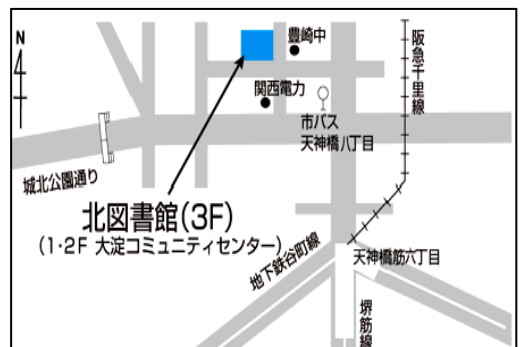 N
豊崎中
阪急千里線
関西電力
市バス
天神橋八丁目
城北公園通り
北図書館(3F)
(1・2F 大淀コミュニティセンター)
地下鉄谷町線
天神橋筋六丁目
堺筋線